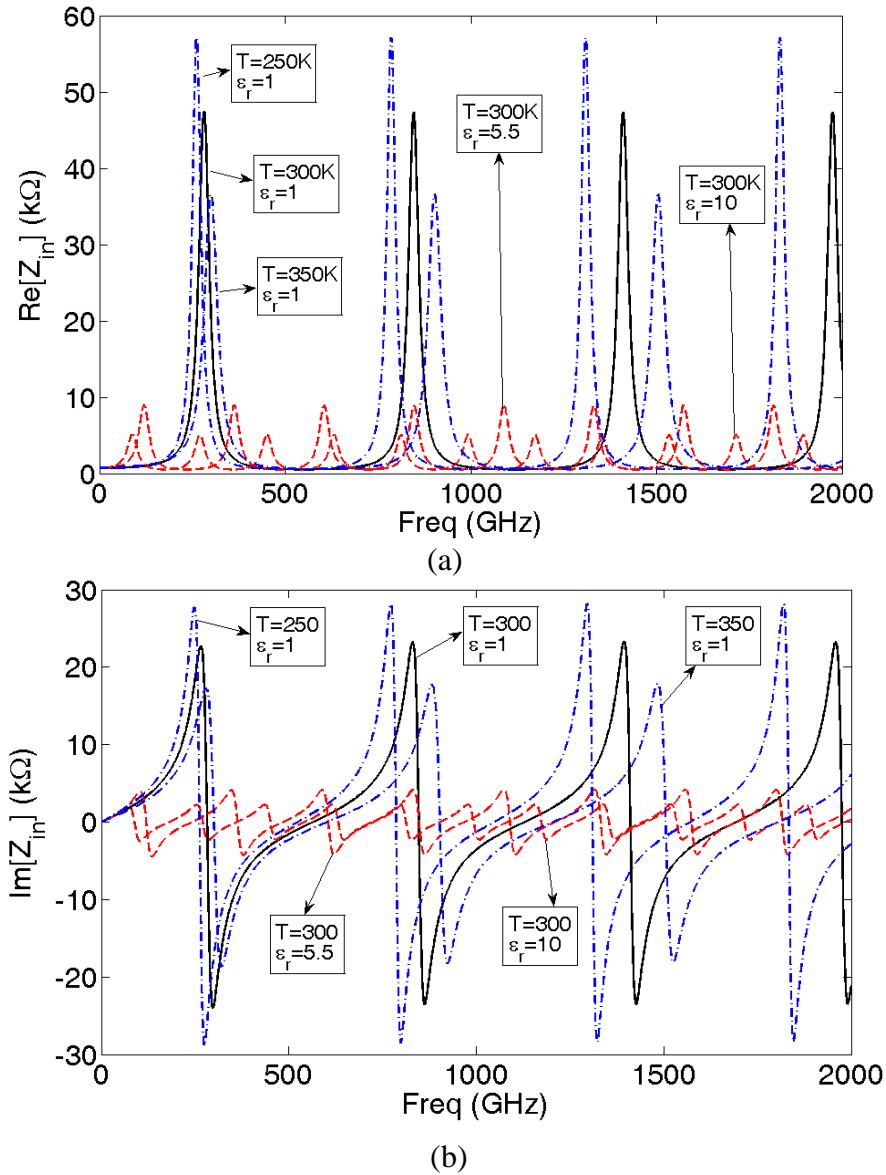 60
50
40
30
20
10
0
Re[Z_in] (kΩ)
T=250K
ε_r=1
T=300K
ε_r=1
T=350K
ε_r=1
T=300K
ε_r=5.5
T=300K
ε_r=10
0 500 1000 1500 2000
Freq (GHz)
(a)
30
20
10
0
-10
-20
-30
Im[Z_in] (kΩ)
T=250
ε_r=1
T=300
ε_r=1
T=350
ε_r=1
T=300
ε_r=5.5
T=300
ε_r=10
0 500 1000 1500 2000
Freq (GHz)
(b)